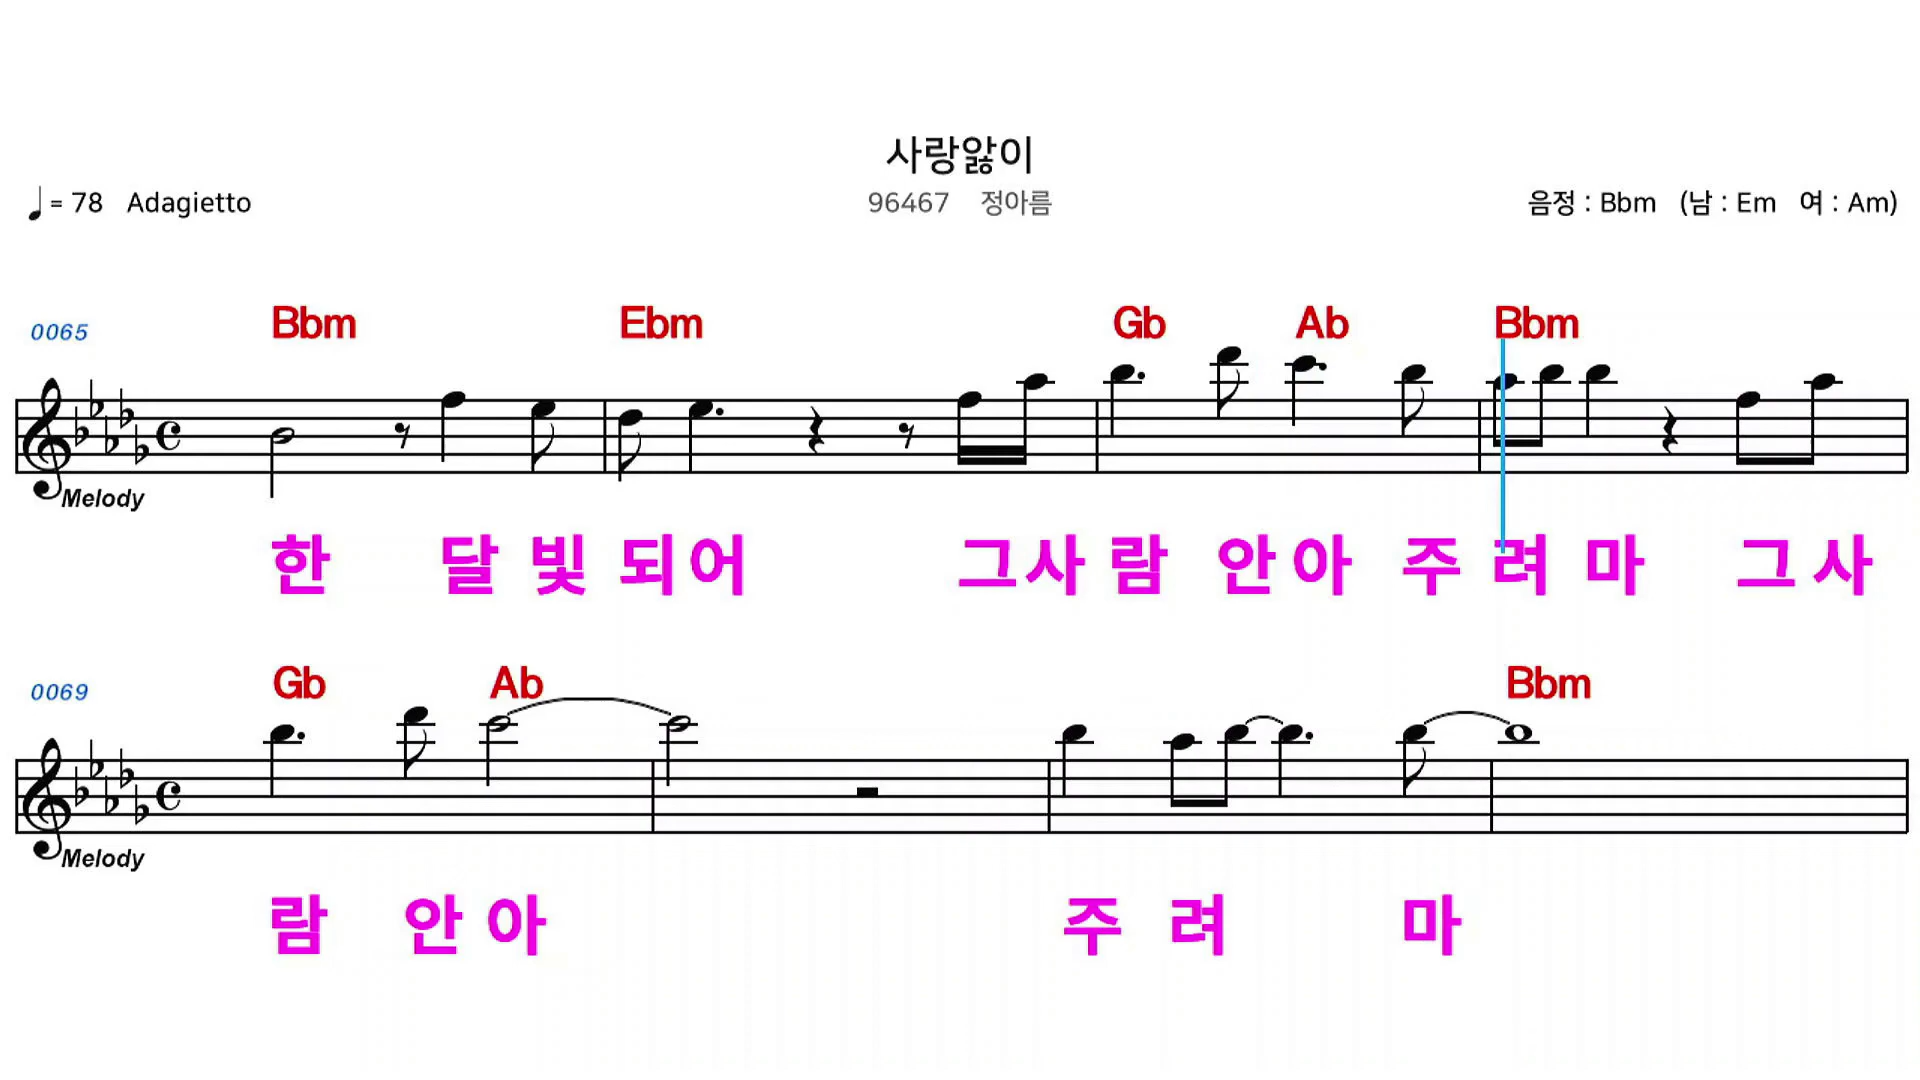 사랑앓이
♩= 78 Adagietto 96467 정아름 음정 : Bbm (남 : Em 여 : Am)
0065 Bbm Ebm Gb Ab Bbm
Melody
한 달 빛 되 어 그 사 람 안 아 주 려 마 그 사
0069 Gb Ab Bbm
Melody
람 안 아 주 려 마